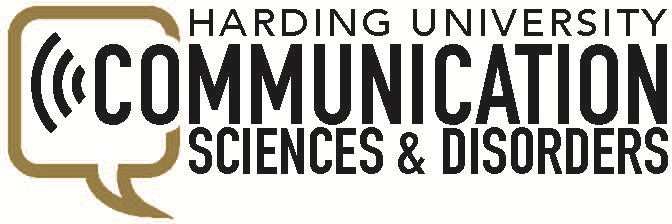 HARDING UNIVERSITY
COMMUNICATION
SCIENCES & DISORDERS